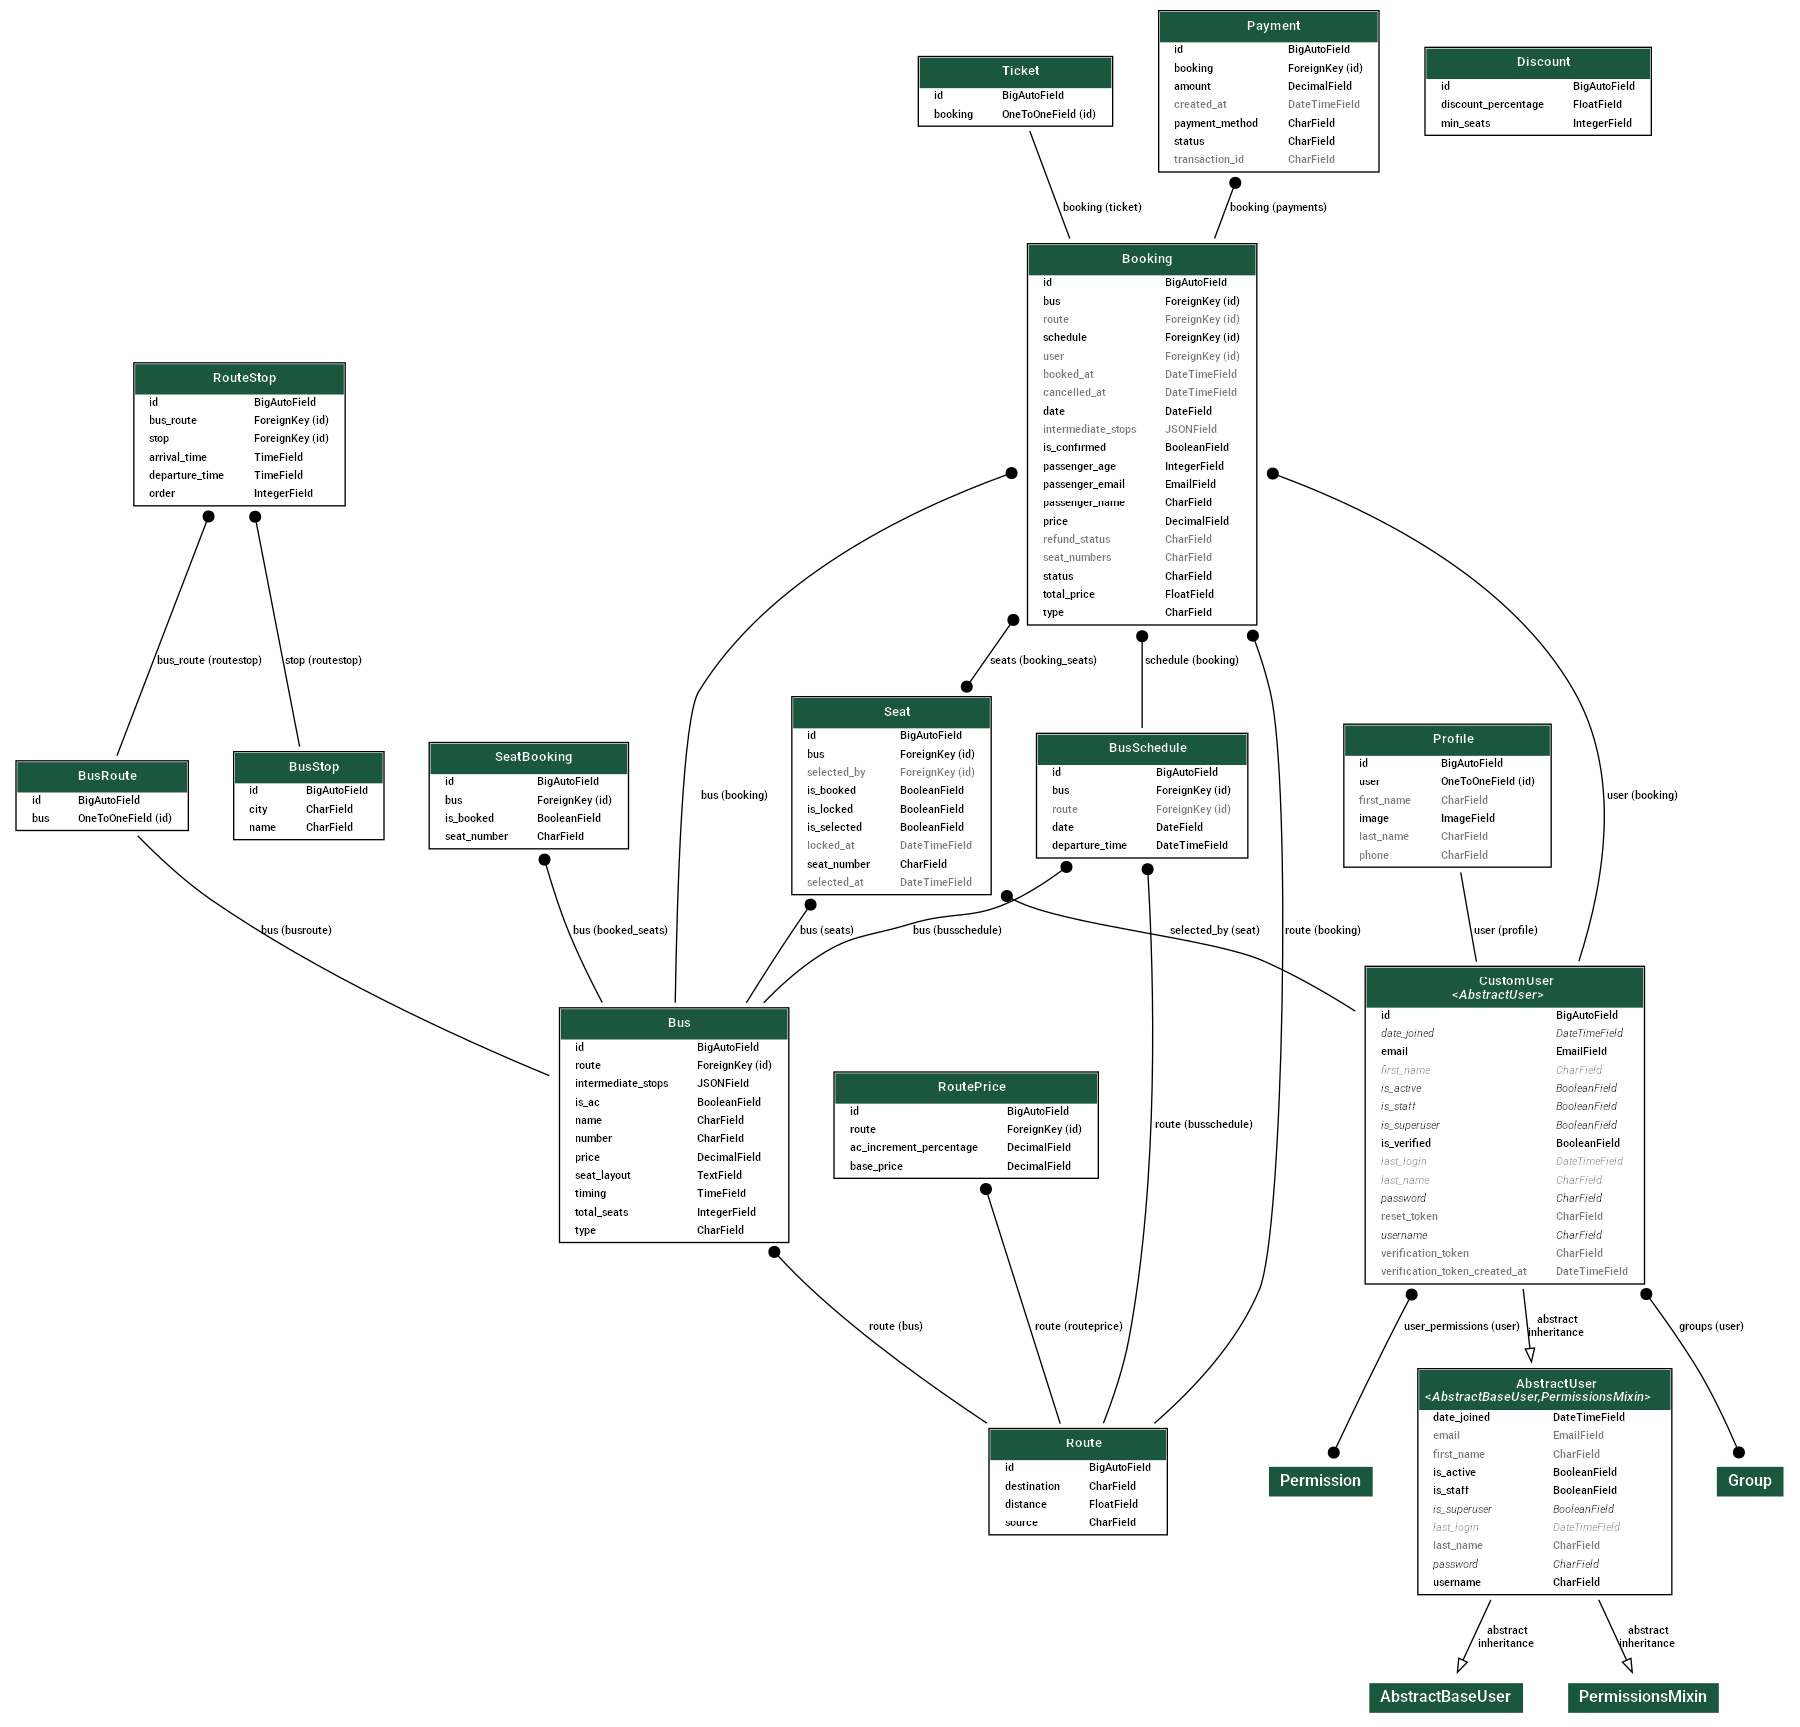 Payment
id BigAutoField
booking ForeignKey (id)
amount DecimalField
created_at DateTimeField
payment_method CharField
status CharField
transaction_id CharField
Ticket
id BigAutoField
booking OneToOneField (id)
Discount
id BigAutoField
discount_percentage FloatField
min_seats IntegerField
booking (ticket)
booking (payments)
Booking
id BigAutoField
bus ForeignKey (id)
route ForeignKey (id)
schedule ForeignKey (id)
user ForeignKey (id)
booked_at DateTimeField
cancelled_at DateTimeField
date DateField
intermediate_stops JSONField
is_confirmed BooleanField
passenger_age IntegerField
passenger_email EmailField
passenger_name CharField
price DecimalField
refund_status CharField
seat_numbers CharField
status CharField
total_price FloatField
type CharField
RouteStop
id BigAutoField
bus_route ForeignKey (id)
stop ForeignKey (id)
arrival_time TimeField
departure_time TimeField
order IntegerField
bus_route (routestop)
stop (routestop)
seats (booking_seats)
schedule (booking)
BusRoute
id BigAutoField
bus OneToOneField (id)
BusStop
id BigAutoField
city CharField
name CharField
SeatBooking
id BigAutoField
bus ForeignKey (id)
is_booked BooleanField
seat_number CharField
bus (booking)
Seat
id BigAutoField
bus ForeignKey (id)
selected_by ForeignKey (id)
is_booked BooleanField
is_locked BooleanField
is_selected BooleanField
locked_at DateTimeField
seat_number CharField
selected_at DateTimeField
BusSchedule
id BigAutoField
bus ForeignKey (id)
route ForeignKey (id)
date DateField
departure_time DateTimeField
Profile
id BigAutoField
user OneToOneField (id)
first_name CharField
image ImageField
last_name CharField
phone CharField
user (booking)
bus (busroute)
bus (booked_seats)
bus (seats)
bus (busschedule)
selected_by (seat)
route (booking)
user (profile)
Bus
id BigAutoField
route ForeignKey (id)
intermediate_stops JSONField
is_ac BooleanField
name CharField
number CharField
price DecimalField
seat_layout TextField
timing TimeField
total_seats IntegerField
type CharField
RoutePrice
id BigAutoField
route ForeignKey (id)
ac_increment_percentage DecimalField
base_price DecimalField
route (busschedule)
CustomUser
<AbstractUser>
id BigAutoField
date_joined DateTimeField
email EmailField
first_name CharField
is_active BooleanField
is_staff BooleanField
is_superuser BooleanField
is_verified BooleanField
last_login DateTimeField
last_name CharField
password CharField
reset_token CharField
username CharField
verification_token CharField
verification_token_created_at DateTimeField
route (bus)
route (routeprice)
user_permissions (user)
abstract
inheritance
groups (user)
Route
id BigAutoField
destination CharField
distance FloatField
source CharField
Permission
AbstractUser
<AbstractBaseUser,PermissionsMixin>
date_joined DateTimeField
email EmailField
first_name CharField
is_active BooleanField
is_staff BooleanField
is_superuser BooleanField
last_login DateTimeField
last_name CharField
password CharField
username CharField
Group
abstract
inheritance
abstract
inheritance
AbstractBaseUser
PermissionsMixin